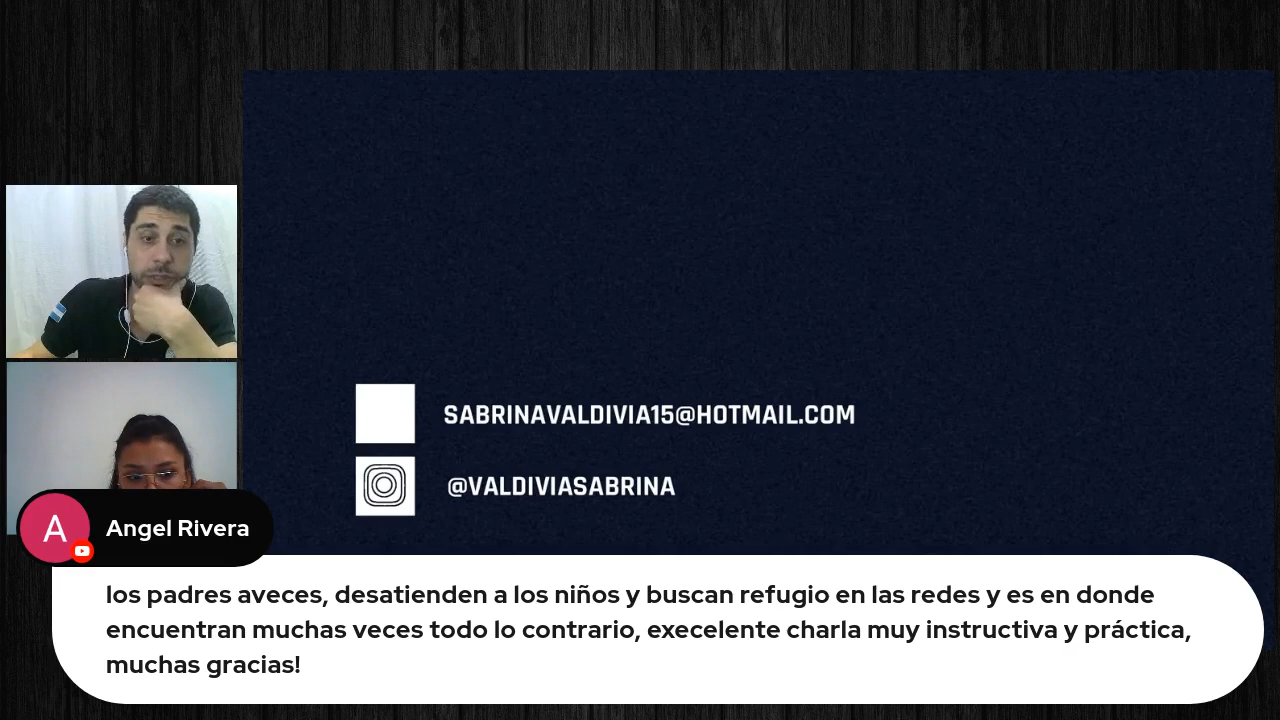 SABRINAVALDIVIA15@HOTMAIL.COM
@VALDIVIASABRINA
A Angel Rivera
los padres aveces, desatienden a los niños y buscan refugio en las redes y es en donde
encuentran muchas veces todo lo contrario, execelente charla muy instructiva y práctica,
muchas gracias!